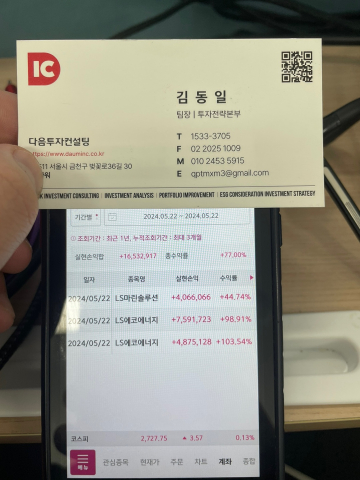 IC
김 동 일
팀장 | 투자전략본부
다음투자컨설팅
https://www.dauminc.co.kr
11 서울시 금천구 벚꽃로36길 30
T 1533-3705
F 02 2025 1009
M 010 2453 5915
E qptmxm3@gmail.com
INVESTMENT CONSULTING | INVESTMENT ANALYSIS | PORTFOLIO IMPROVEMENT | ESG CONSIDERATION INVESTMENT STRATEGY
기간별 2024.05.22 ~ 2024.05.22
조회기간 : 최근 1년, 누적조회기간 : 최대 3개월
실현손익합 +16,532,917 총수익률 +77.00%
일자 종목명 실현손익 수익률
2024/05/22 LS마린솔루션 +4,066,066 +44.74%
2024/05/22 LS에코에너지 +7,591,723 +98.91%
2024/05/22 LS에코에너지 +4,875,128 +103.54%
코스피 2,727.75 ▲ 3.57 0.13%
메뉴 관심종목 현재가 주문 차트 계좌 종합